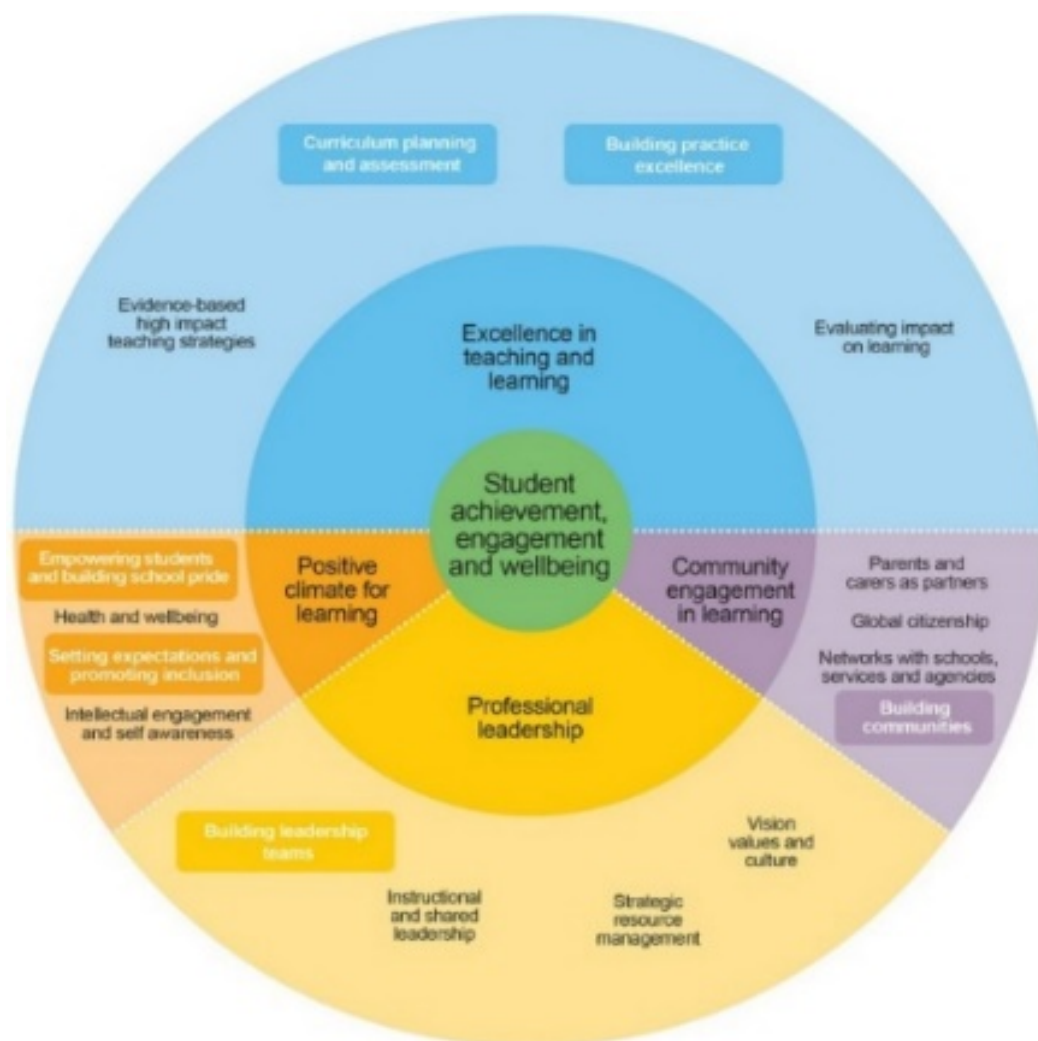 Curriculum planning
and assessment
Building practice
excellence
Evidence-based
high impact
teaching strategies
Excellence in
teaching and
learning
Evaluating impact
on learning
Student
achievement,
engagement
and wellbeing
Empowering students
and building school pride
Health and wellbeing
Setting expectations and
promoting inclusion
Intellectual engagement
and self awareness
Positive
climate for
learning
Community
engagement
in learning
Parents and
carers as partners
Global citizenship
Networks with schools,
services and agencies
Building
communities
Professional
leadership
Building leadership
teams
Instructional
and shared
leadership
Strategic
resource
management
Vision
values and
culture